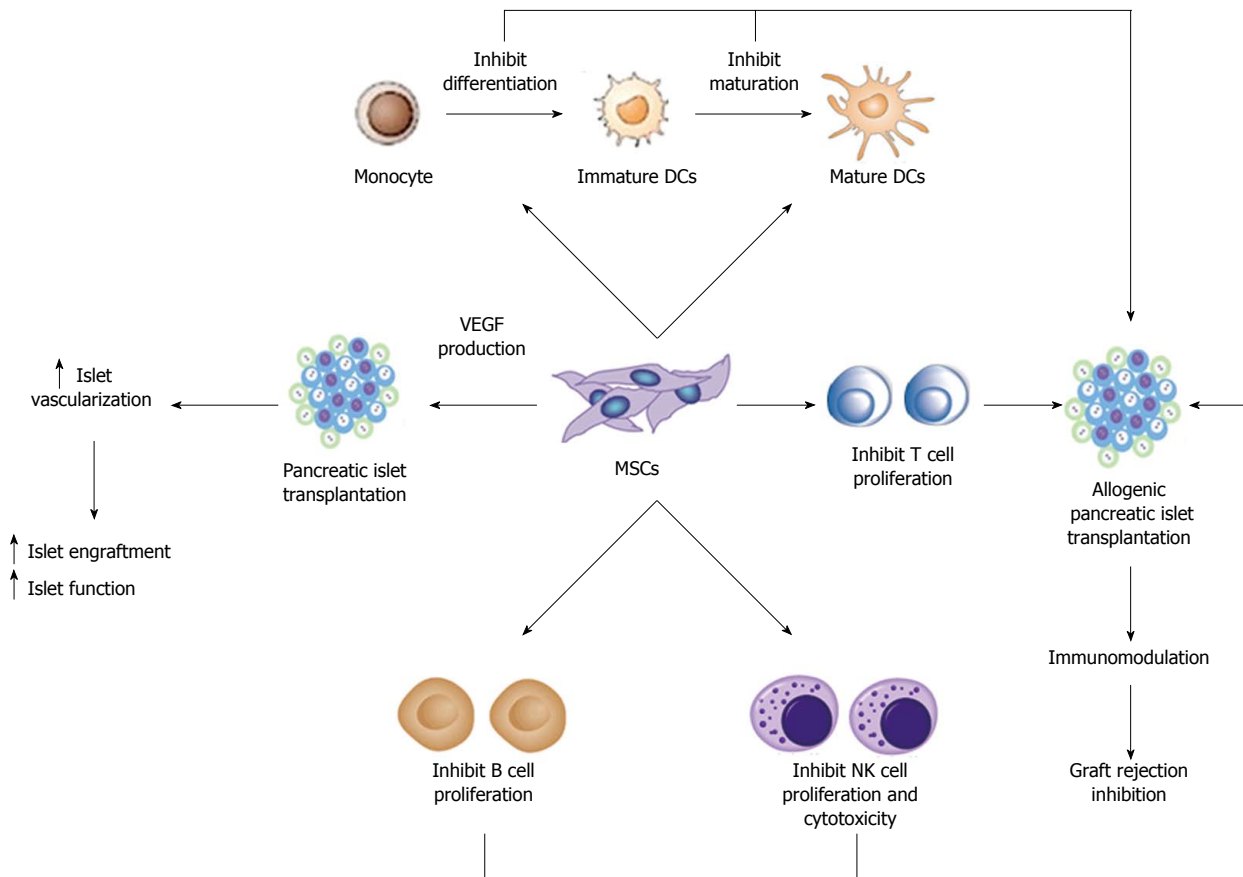 Inhibit
differentiation
Inhibit
maturation
Monocyte
Immature DCs
Mature DCs
VEGF
production
Islet
vascularization
Pancreatic islet
transplantation
MSCs
Inhibit T cell
proliferation
Allogenic
pancreatic islet
transplantation
Islet engraftment
Islet function
Immunomodulation
Inhibit B cell
proliferation
Inhibit NK cell
proliferation and
cytotoxicity
Graft rejection
inhibition